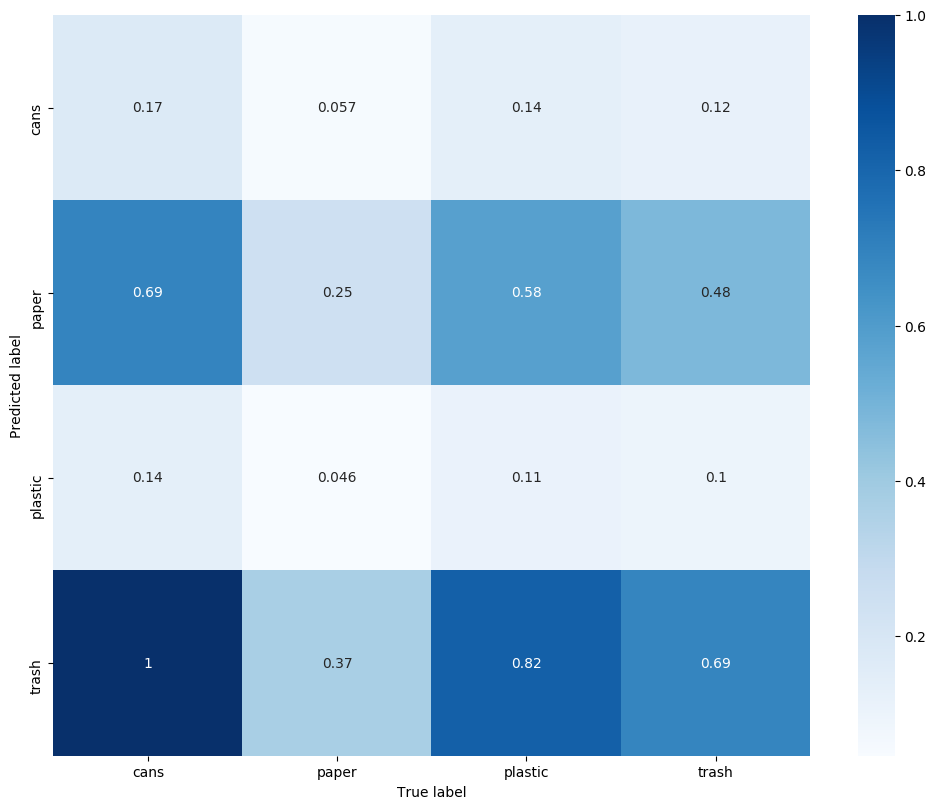 1.0
cans
0.17 0.057 0.14 0.12
0.8
paper
0.69 0.25 0.58 0.48
0.6
Predicted label
plastic
0.14 0.046 0.11 0.1
0.4
trash
1 0.37 0.82 0.69
0.2
cans paper plastic trash
True label